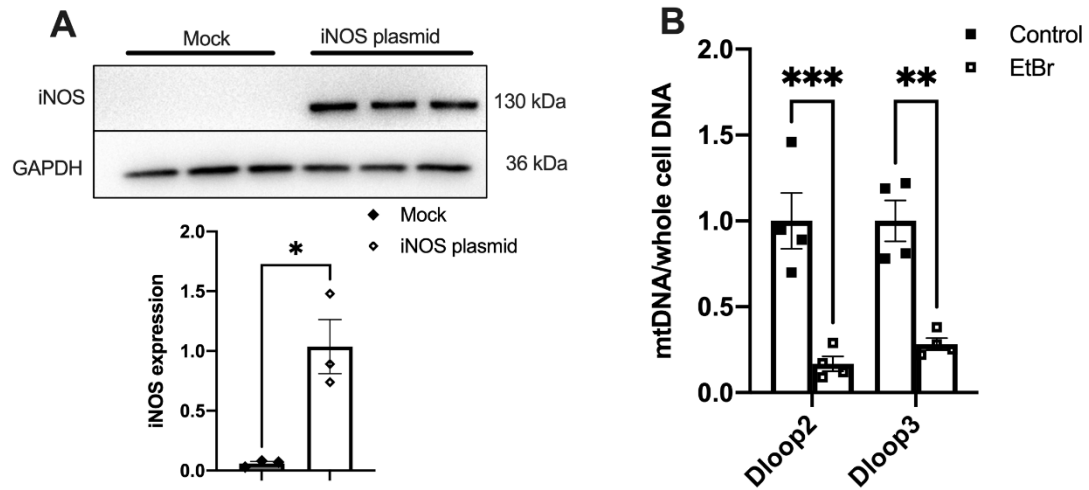 A
Mock
iNOS plasmid
iNOS
130 kDa
GAPDH
36 kDa
Mock
iNOS plasmid
iNOS expression
2.0
1.5
1.0
0.5
0.0
*
B
Control
EtBr
mtDNA/whole cell DNA
2.0
1.5
1.0
0.5
0.0
***
**
Dloop2
Dloop3